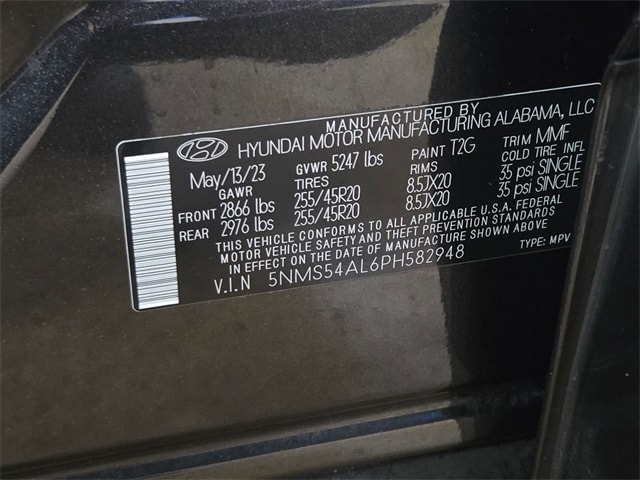 MANUFACTURED BY
HYUNDAI MOTOR MANUFACTURING ALABAMA, LLC
May/13/23 GVWR 5247 lbs PAINT T2G TRIM MMF
GAWR TIRES RIMS COLD TIRE INFL
FRONT 2866 lbs 255/45R20 8.5JX20 35 psi SINGLE
REAR 2976 lbs 255/45R20 8.5JX20 35 psi SINGLE
THIS VEHICLE CONFORMS TO ALL APPLICABLE U.S.A. FEDERAL
MOTOR VEHICLE SAFETY AND THEFT PREVENTION STANDARDS
IN EFFECT ON THE DATE OF MANUFACTURE SHOWN ABOVE
V.I.N 5NMS54AL6PH582948 TYPE: MPV